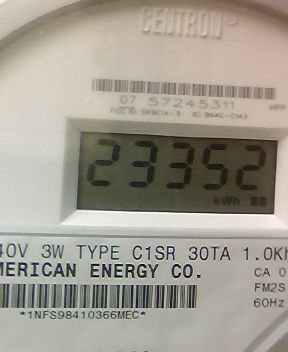 CENTRON®
07 57245311
23352
kWh
40V 3W TYPE C1SR 30TA 1.0Kh
MERICAN ENERGY CO.
CA 0
FM2S
60Hz
*1NFS98410366MEC*